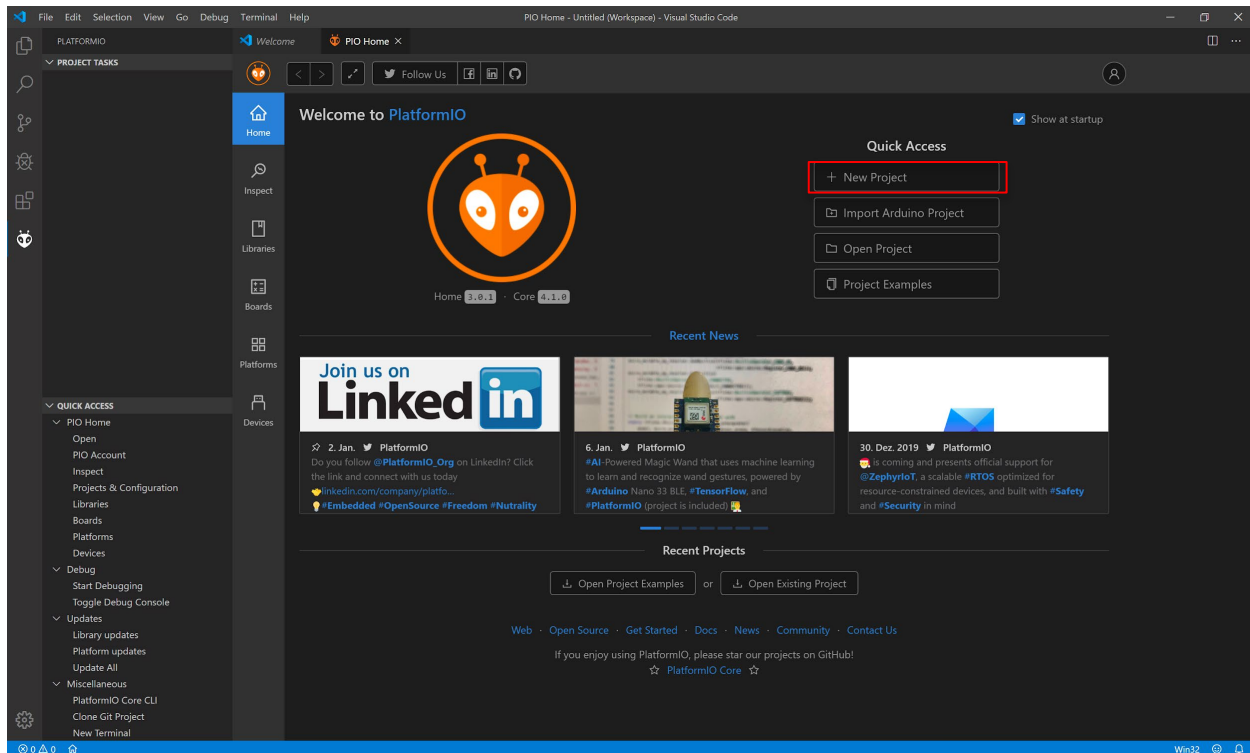 File Edit Selection View Go Debug Terminal Help
PIO Home - Untitled (Workspace) - Visual Studio Code
PLATFORMIO
PROJECT TASKS
QUICK ACCESS
PIO Home
Open
PIO Account
Inspect
Projects & Configuration
Libraries
Boards
Platforms
Devices
Debug
Start Debugging
Toggle Debug Console
Updates
Library updates
Platform updates
Update All
Miscellaneous
PlatformIO Core CLI
Clone Git Project
New Terminal
Welcome
PIO Home
Follow Us
Home
Inspect
Libraries
Boards
Platforms
Devices
Welcome to PlatformIO
Show at startup
Home 3.0.1 · Core 4.1.0
Quick Access
New Project
Import Arduino Project
Open Project
Project Examples
Recent News
Join us on
Linked in
2. Jan. PlatformIO
Do you follow @PlatformIO_Org on LinkedIn? Click
the link and connect with us today
linkedin.com/company/platfo...
#Embedded #OpenSource #Freedom #Nutrality
6. Jan. PlatformIO
#AI-Powered Magic Wand that uses machine learning
to learn and recognize wand gestures, powered by
#Arduino Nano 33 BLE, #TensorFlow, and
#PlatformIO (project is included)
30. Dez. 2019 PlatformIO
is coming and presents official support for
@ZephyrIoT, a scalable #RTOS optimized for
resource-constrained devices, and built with #Safety
and #Security in mind
Recent Projects
Open Project Examples or Open Existing Project
Web · Open Source · Get Started · Docs · News · Community · Contact Us
If you enjoy using PlatformIO, please star our projects on GitHub!
PlatformIO Core
0 0
Win32